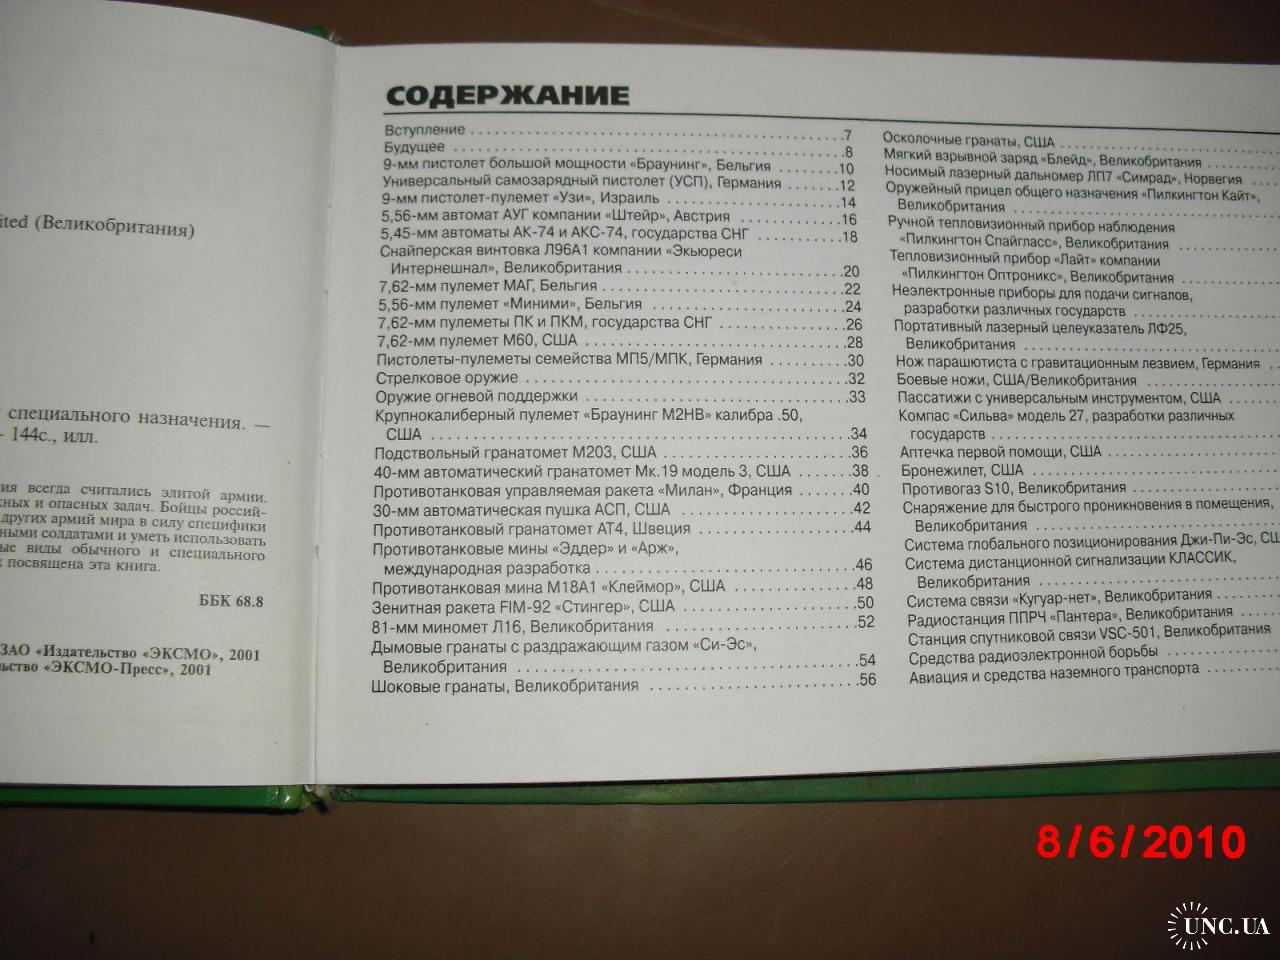 ited (Великобритания)
специального назначения. —
- 144с., илл.
ия всегда считались элитой армии.
жных и опасных задач. Бойцы россий-
других армий мира в силу специфики
ными солдатами и уметь использовать
ые виды обычного и специального
посвящена эта книга.
ББК 68.8
ЗАО «Издательство «ЭКСМО», 2001
ьство «ЭКСМО-Пресс», 2001
СОДЕРЖАНИЕ
Вступление 7
Будущее 8
9-мм пистолет большой мощности «Браунинг», Бельгия 10
Универсальный самозарядный пистолет (УСП), Германия 12
9-мм пистолет-пулемет «Узи», Израиль 14
5,56-мм автомат АУГ компании «Штейр», Австрия 16
5,45-мм автоматы АК-74 и АКС-74, государства СНГ 18
Снайперская винтовка Л96А1 компании «Экьюреси
Интернешнал», Великобритания 20
7,62-мм пулемет МАГ, Бельгия 22
5,56-мм пулемет «Миними», Бельгия 24
7,62-мм пулеметы ПК и ПКМ, государства СНГ 26
7,62-мм пулемет М60, США 28
Пистолеты-пулеметы семейства МП5/МПК, Германия 30
Стрелковое оружие 32
Оружие огневой поддержки 33
Крупнокалиберный пулемет «Браунинг М2НВ» калибра .50,
США 34
Подствольный гранатомет М203, США 36
40-мм автоматический гранатомет Мк.19 модель 3, США 38
Противотанковая управляемая ракета «Милан», Франция 40
30-мм автоматическая пушка АСП, США 42
Противотанковый гранатомет АТ4, Швеция 44
Противотанковые мины «Эддер» и «Арж»,
международная разработка 46
Противотанковая мина М18А1 «Клеймор», США 48
Зенитная ракета FIM-92 «Стингер», США 50
81-мм миномет Л16, Великобритания 52
Дымовые гранаты с раздражающим газом «Си-Эс»,
Великобритания 54
Шоковые гранаты, Великобритания 56
Осколочные гранаты, США
Мягкий взрывной заряд «Блейд», Великобритания
Носимый лазерный дальномер ЛП7 «Симрад», Норвегия
Оружейный прицел общего назначения «Пилкингтон Кайт»,
Великобритания
Ручной тепловизионный прибор наблюдения
«Пилкингтон Спайгласс», Великобритания
Тепловизионный прибор «Лайт» компании
«Пилкингтон Оптроникс», Великобритания
Неэлектронные приборы для подачи сигналов,
разработки различных государств
Портативный лазерный целеуказатель ЛФ25,
Великобритания
Нож парашютиста с гравитационным лезвием, Германия
Боевые ножи, США/Великобритания
Пассатижи с универсальным инструментом, США
Компас «Сильва» модель 27, разработки различных
государств
Аптечка первой помощи, США
Бронежилет, США
Противогаз S10, Великобритания
Снаряжение для быстрого проникновения в помещения,
Великобритания
Система глобального позиционирования Джи-Пи-Эс, СШ
Система дистанционной сигнализации КЛАССИК,
Великобритания
Система связи «Кугуар-нет», Великобритания
Радиостанция ППРЧ «Пантера», Великобритания
Станция спутниковой связи VSC-501, Великобритания
Средства радиоэлектронной борьбы
Авиация и средства наземного транспорта
8/6/2010
UNC.UA